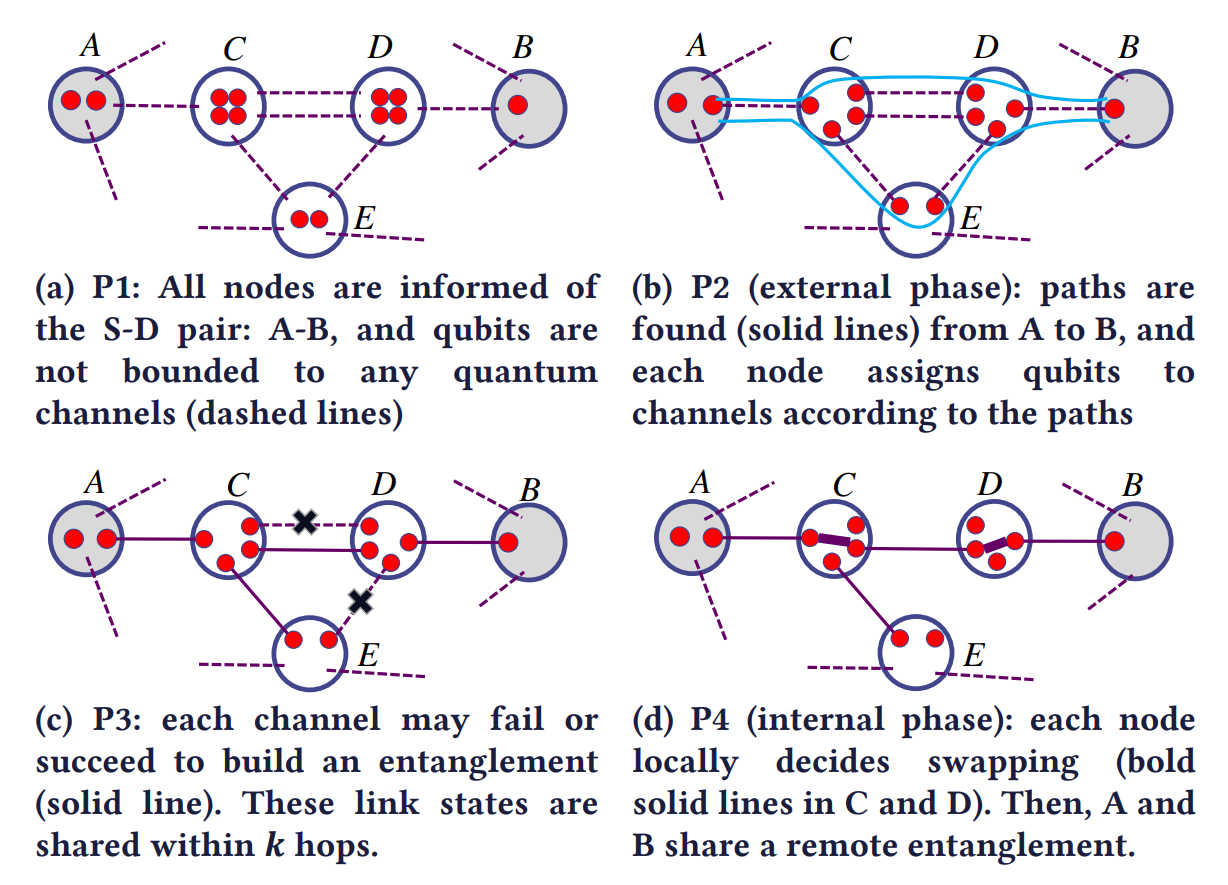 A C D B
E
(a) P1: All nodes are informed of
the S-D pair: A-B, and qubits are
not bounded to any quantum
channels (dashed lines)
A C D B
E
(b) P2 (external phase): paths are
found (solid lines) from A to B, and
each node assigns qubits to
channels according to the paths
A C D B
E
(c) P3: each channel may fail or
succeed to build an entanglement
(solid line). These link states are
shared within k hops.
A C D B
E
(d) P4 (internal phase): each node
locally decides swapping (bold
solid lines in C and D). Then, A and
B share a remote entanglement.